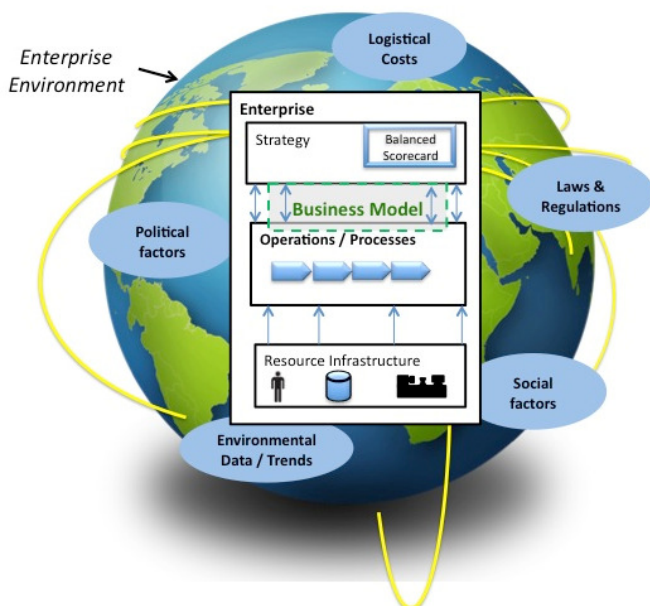 Logistical
Costs
Enterprise
Environment
Enterprise
Strategy
Balanced
Scorecard
Business Model
Laws &
Regulations
Political
factors
Operations / Processes
Resource Infrastructure
Social
factors
Environmental
Data / Trends